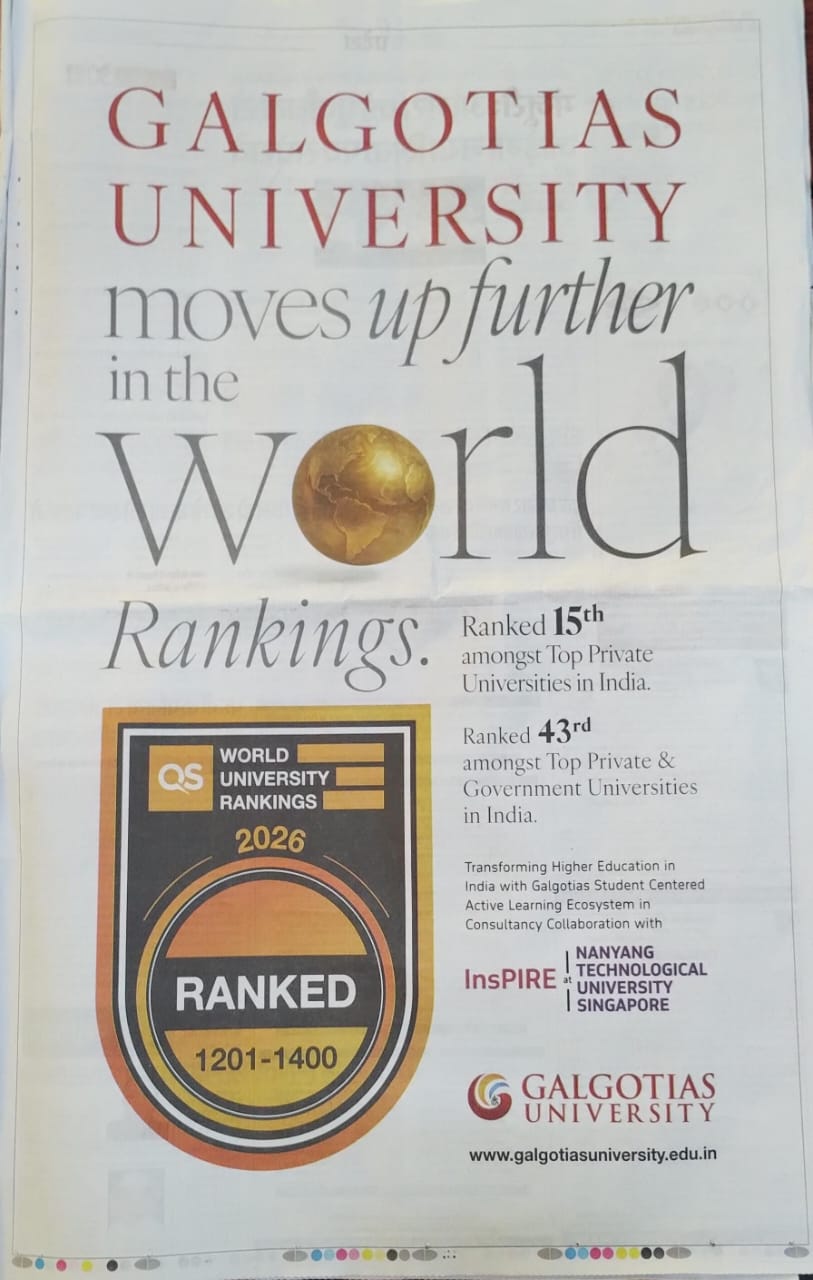 GALGOTIAS
UNIVERSITY
moves up further
in the
World
Rankings.
Ranked 15th
amongst Top Private
Universities in India.
Ranked 43rd
amongst Top Private &
Government Universities
in India.
QS WORLD
UNIVERSITY
RANKINGS
2026
RANKED
1201-1400
Transforming Higher Education in
India with Galgotias Student Centered
Active Learning Ecosystem in
Consultancy Collaboration with
InsPIRE at NANYANG
TECHNOLOGICAL
UNIVERSITY
SINGAPORE
GALGOTIAS
UNIVERSITY
www.galgotiasuniversity.edu.in